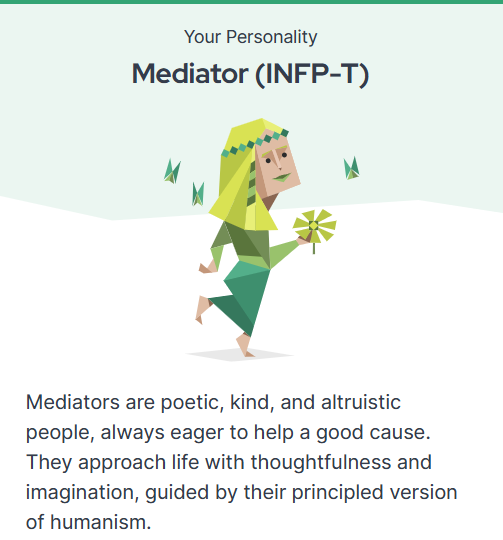 Your Personality
Mediator (INFP-T)
Mediators are poetic, kind, and altruistic
people, always eager to help a good cause.
They approach life with thoughtfulness and
imagination, guided by their principled version
of humanism.